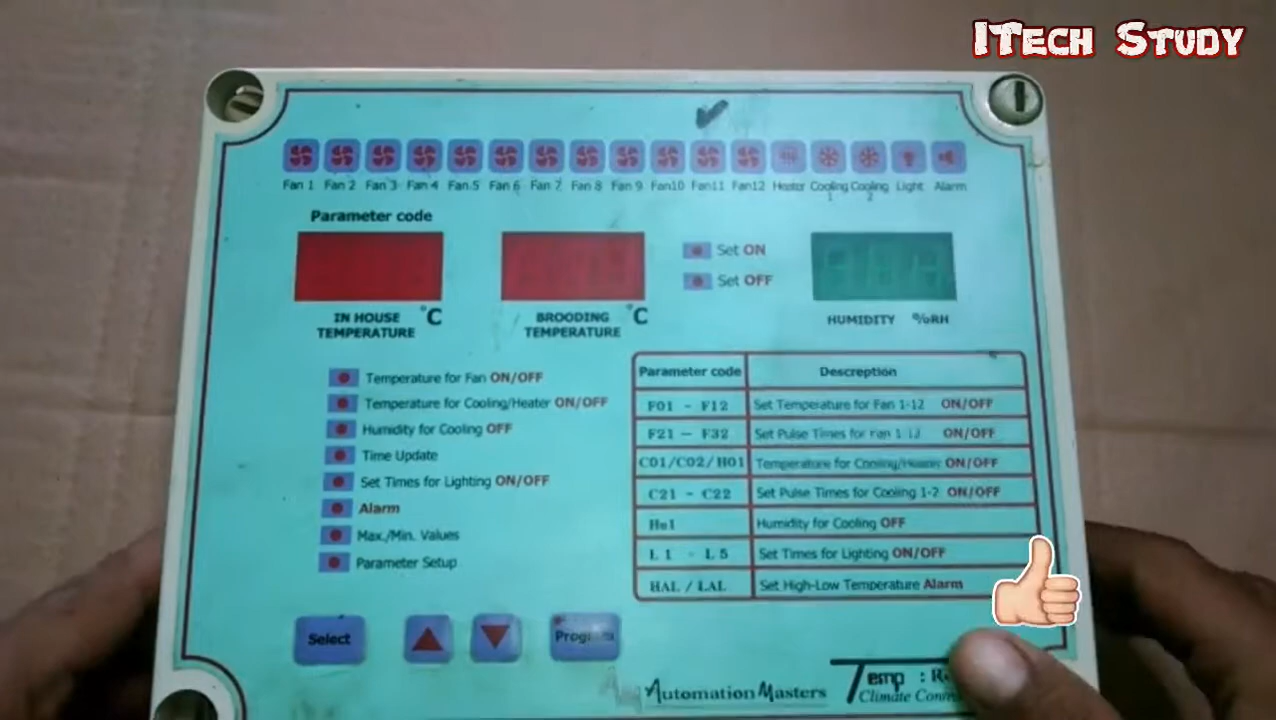 ITech Study
Fan 1 Fan 2 Fan 3 Fan 4 Fan 5 Fan 6 Fan 7 Fan 8 Fan 9 Fan10 Fan11 Fan12 Heater Cooling 1 Cooling 2 Light Alarm
Parameter code
Set ON
Set OFF
°C
°C
IN HOUSE
TEMPERATURE
BROODING
TEMPERATURE
HUMIDITY %RH
Temperature for Fan ON/OFF
Temperature for Cooling/Heater ON/OFF
Humidity for Cooling OFF
Time Update
Set Times for Lighting ON/OFF
Alarm
Max./Min. Values
Parameter Setup
Parameter code Descreption
F01 - F12 Set Temperature for Fan 1-12 ON/OFF
F21 - F32 Set Pulse Times for Fan 1-12 ON/OFF
C01/C02/H01 Temperature for Cooling/Heater ON/OFF
C21 - C22 Set Pulse Times for Cooling 1-2 ON/OFF
Hu1 Humidity for Cooling OFF
L 1 - L 5 Set Times for Lighting ON/OFF
HAL / LAL Set High-Low Temperature Alarm
Select
Program
Automation Masters
Temp :
Climate